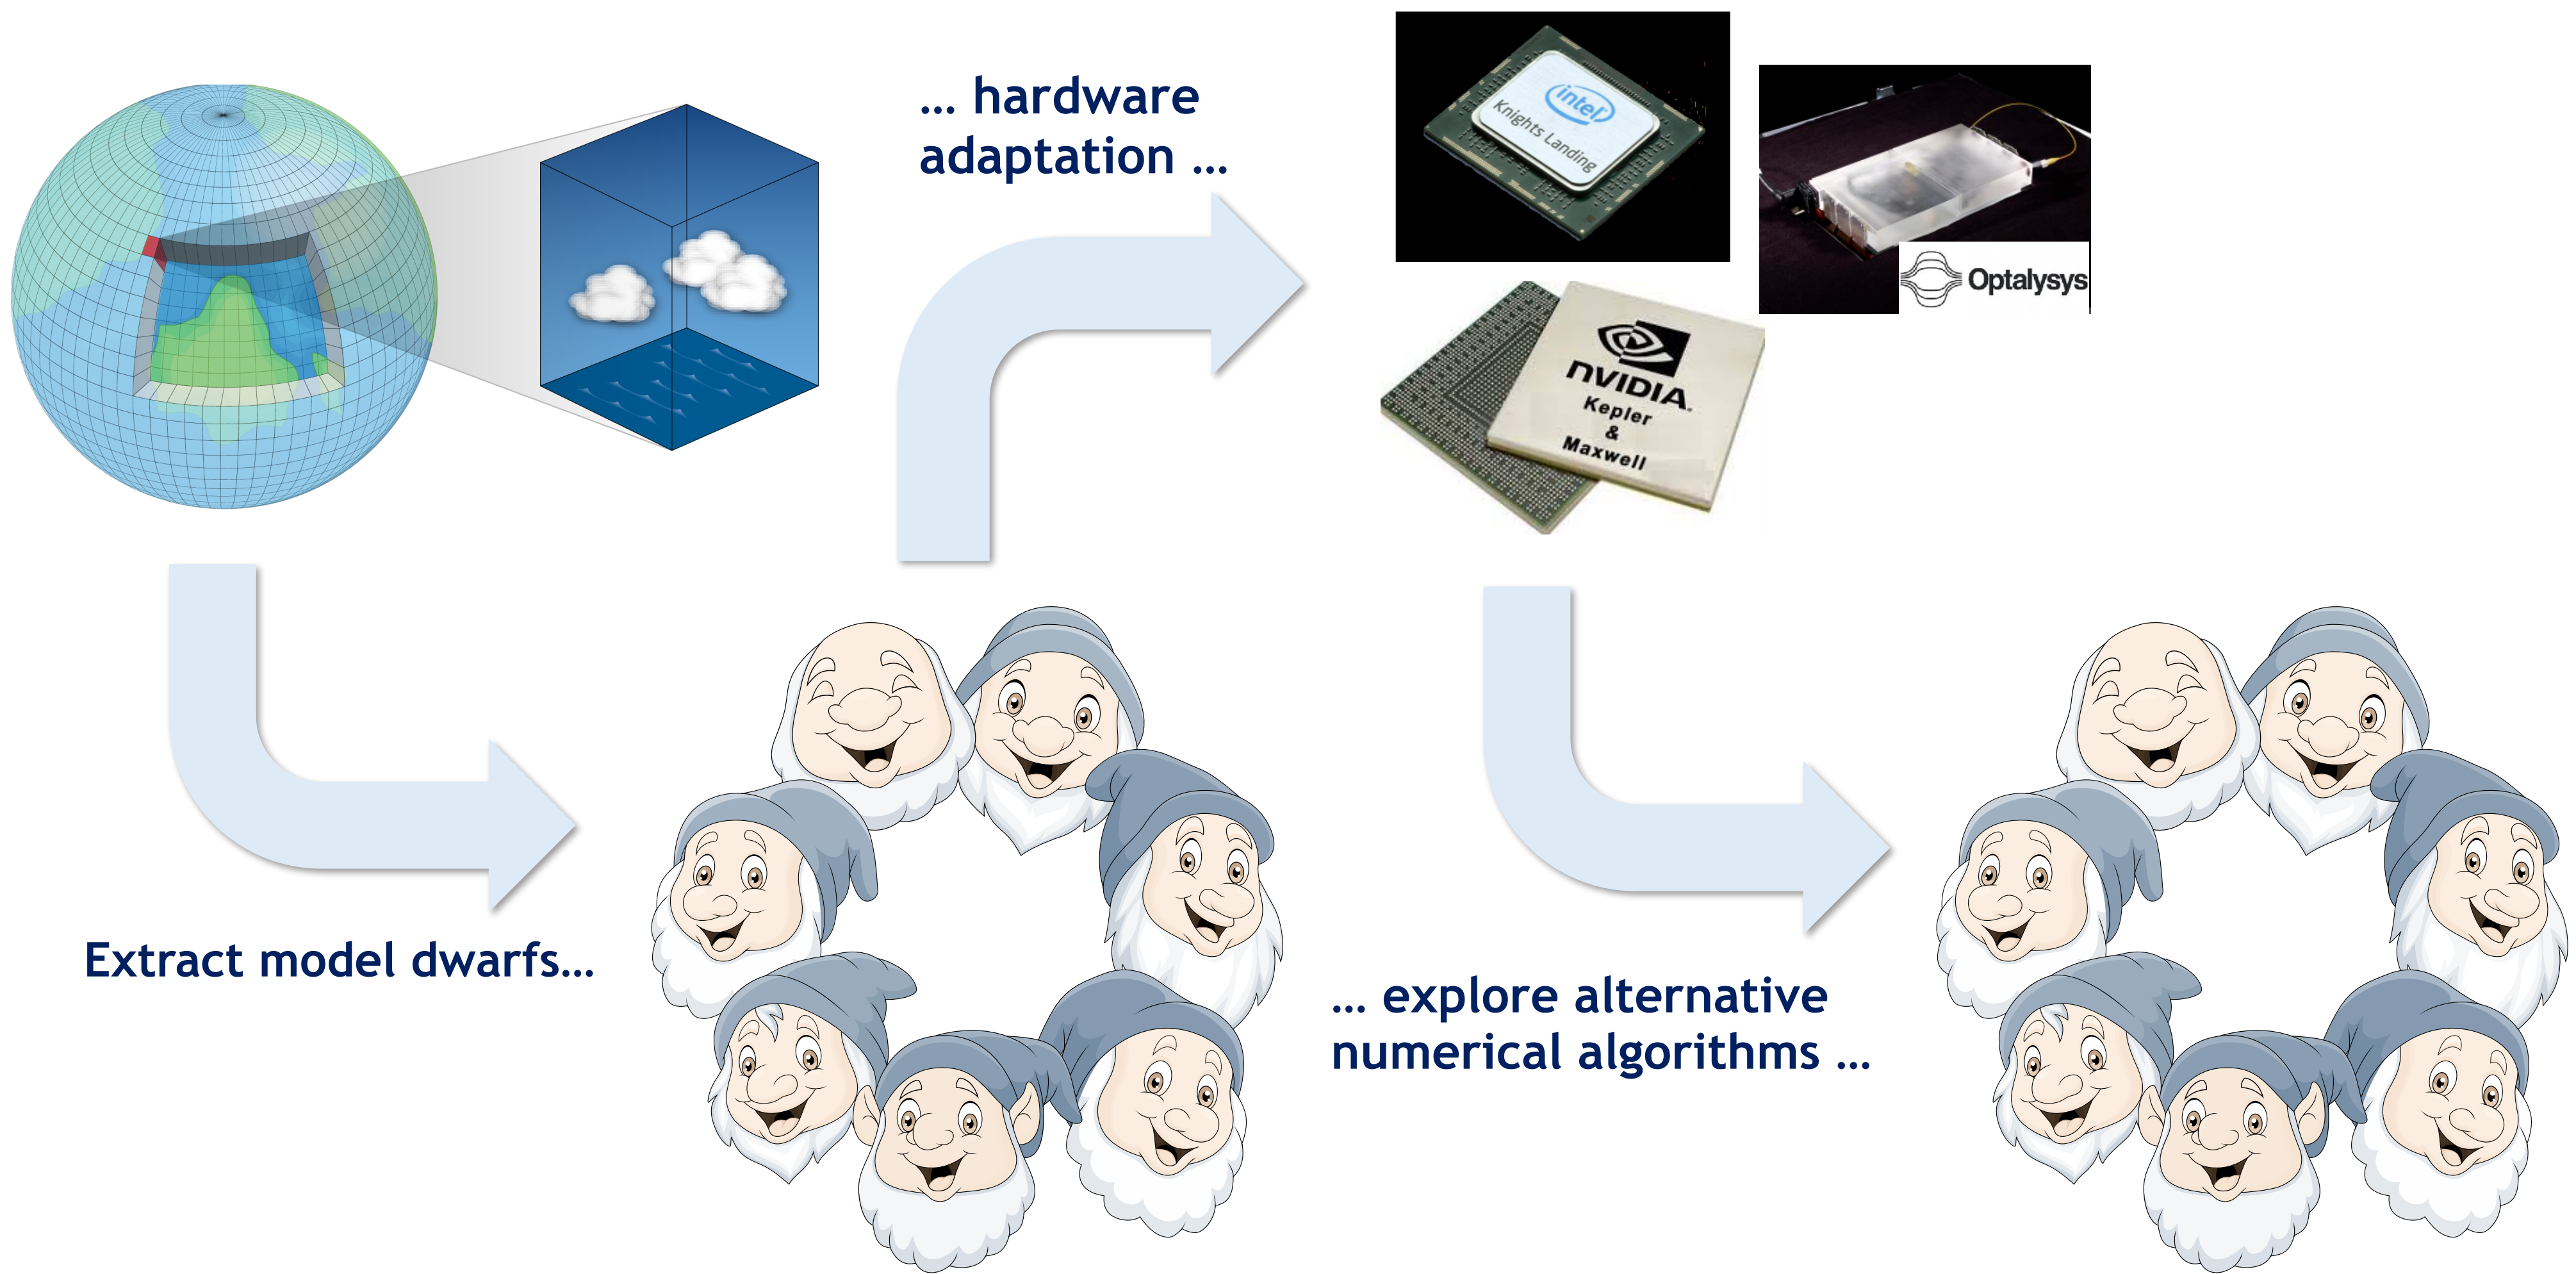 … hardware
adaptation …
intel
Knights Landing
Optalysys
NVIDIA.
Kepler
&
Maxwell
Extract model dwarfs…
… explore alternative
numerical algorithms …